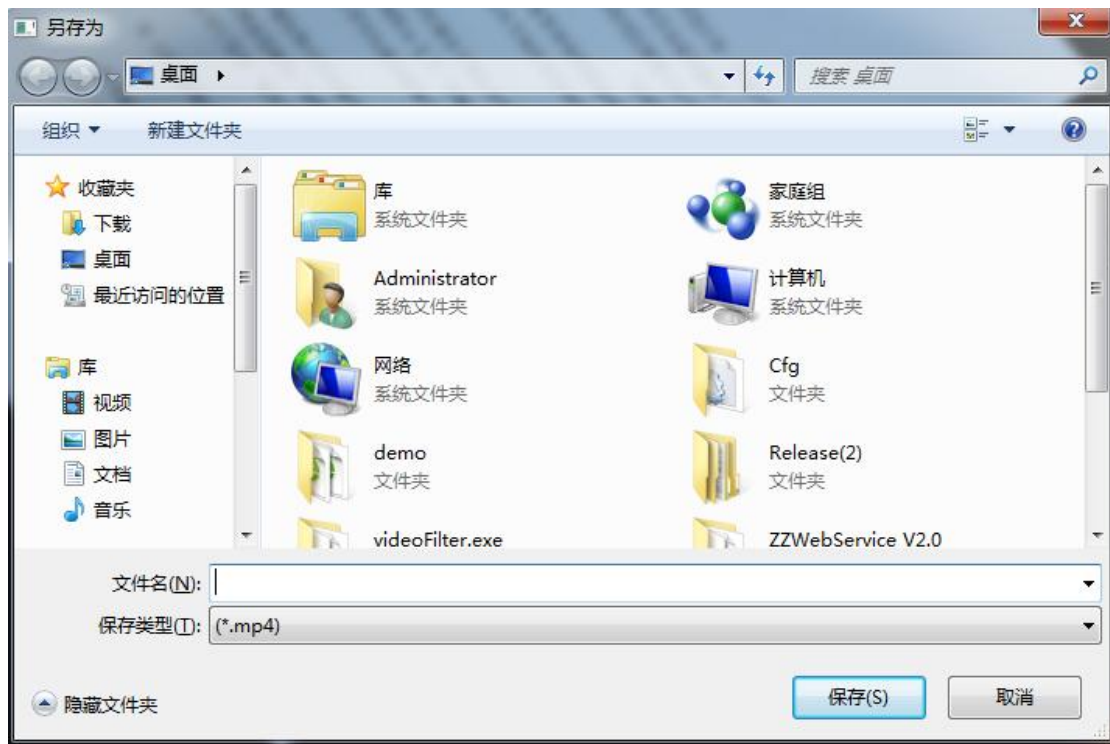 另存为
桌面
搜索 桌面
组织
新建文件夹
收藏夹
下载
桌面
最近访问的位置
库
视频
图片
文档
音乐
库
系统文件夹
家庭组
系统文件夹
Administrator
系统文件夹
计算机
系统文件夹
网络
系统文件夹
Cfg
文件夹
demo
文件夹
Release(2)
文件夹
videoFilter.exe
ZZWebService V2.0
文件名(N):
保存类型(T): (*.mp4)
隐藏文件夹
保存(S)
取消